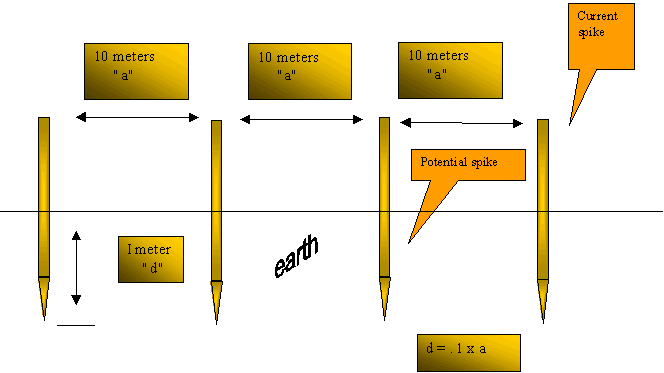 Current
spike
10 meters
"a"
10 meters
"a"
10 meters
"a"
Potential spike
I meter
"d"
earth
d = . 1 x a